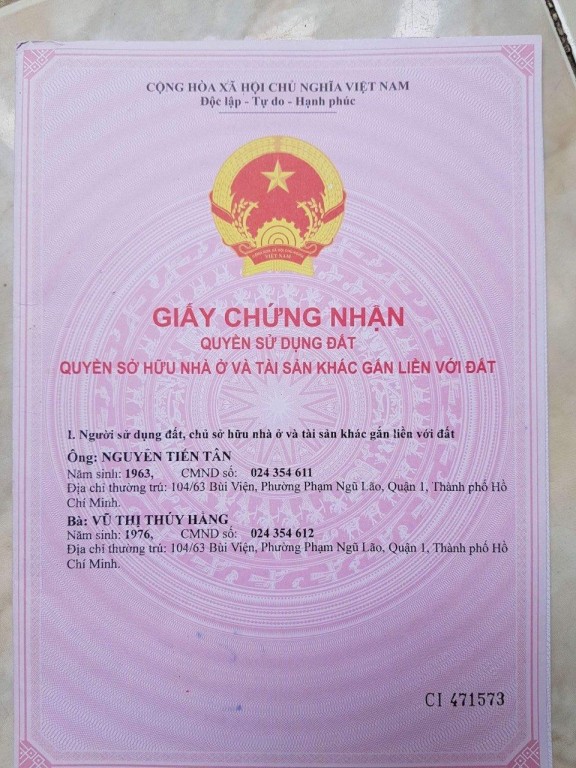 CỘNG HÒA XÃ HỘI CHỦ NGHĨA VIỆT NAM
Độc lập - Tự do - Hạnh phúc
VIỆT NAM
GIẤY CHỨNG NHẬN
QUYỀN SỬ DỤNG ĐẤT
QUYỀN SỞ HỮU NHÀ Ở VÀ TÀI SẢN KHÁC GẮN LIỀN VỚI ĐẤT
I. Người sử dụng đất, chủ sở hữu nhà ở và tài sản khác gắn liền với đất
Ông: NGUYỄN TIẾN TÂN
Năm sinh: 1963, CMND số: 024 354 611
Địa chỉ thường trú: 104/63 Bùi Viện, Phường Phạm Ngũ Lão, Quận 1, Thành phố Hồ
Chí Minh.
Bà: VŨ THỊ THÚY HẰNG
Năm sinh: 1976, CMND số: 024 354 612
Địa chỉ thường trú: 104/63 Bùi Viện, Phường Phạm Ngũ Lão, Quận 1, Thành phố Hồ
Chí Minh.
CI 471573